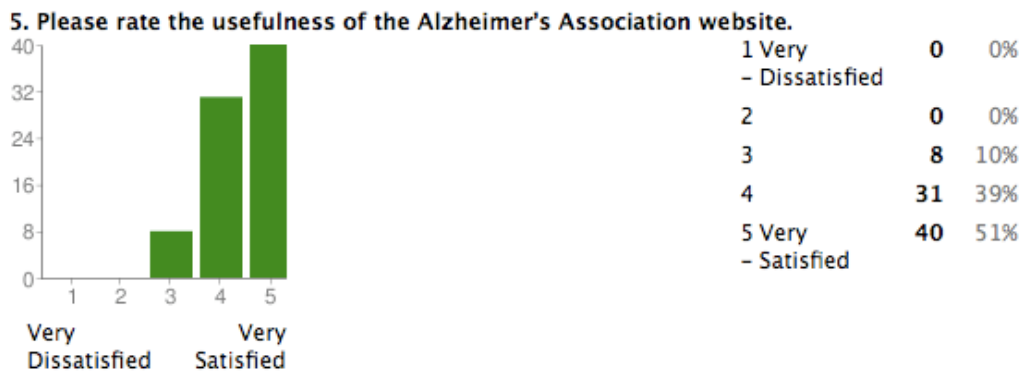 5. Please rate the usefulness of the Alzheimer's Association website.
40
32
24
16
8
0
1 2 3 4 5
Very Dissatisfied
Very Satisfied
1 Very – Dissatisfied 0 0%
2 0 0%
3 8 10%
4 31 39%
5 Very – Satisfied 40 51%